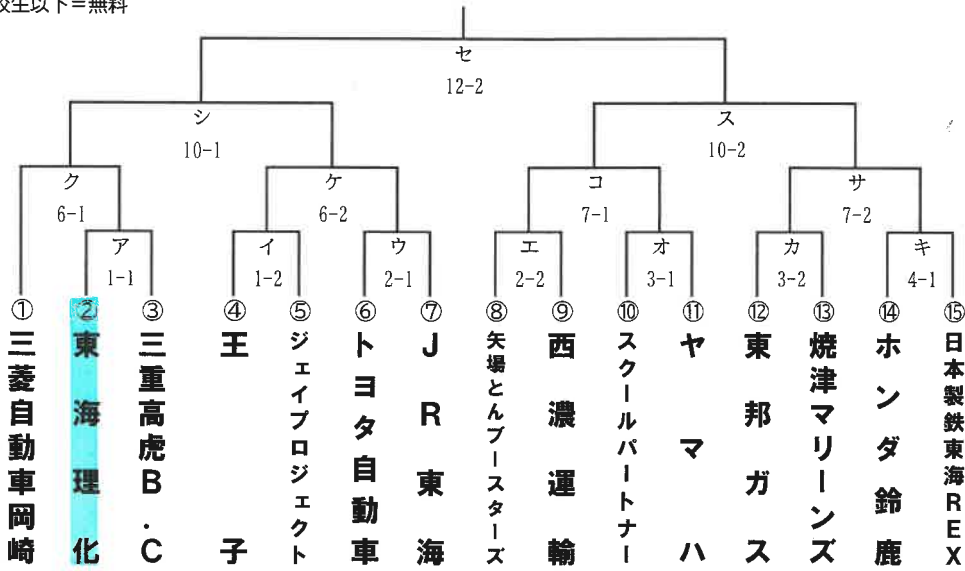 校生以下=無料
セ
12-2
シ
ス
10-1
10-2
ク
ケ
コ
サ
6-1
6-2
7-1
7-2
ア
イ
ウ
エ
オ
カ
キ
1-1
1-2
2-1
2-2
3-1
3-2
4-1
①三菱自動車岡崎
②東海理化
③三重高虎B.C
④王子
⑤ジェイプロジェクト
⑥トヨタ自動車
⑦JR東海
⑧矢場とんブースターズ
⑨西濃運輸
⑩スクールパートナー
⑪ヤマハ
⑫東邦ガス
⑬焼津マリーンズ
⑭ホンダ鈴鹿
⑮日本製鉄東海REX